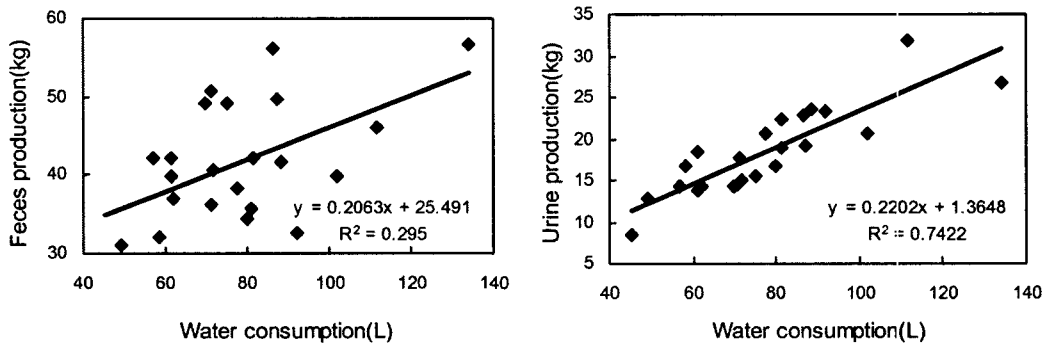 Feces production(kg)
60
50
40
30
y = 0.2063x + 25.491
R² = 0.295
40 60 80 100 120 140
Water consumption(L)
Urine production(kg)
35
30
25
20
15
10
5
y = 0.2202x + 1.3648
R² = 0.7422
40 60 80 100 120 140
Water consumption(L)